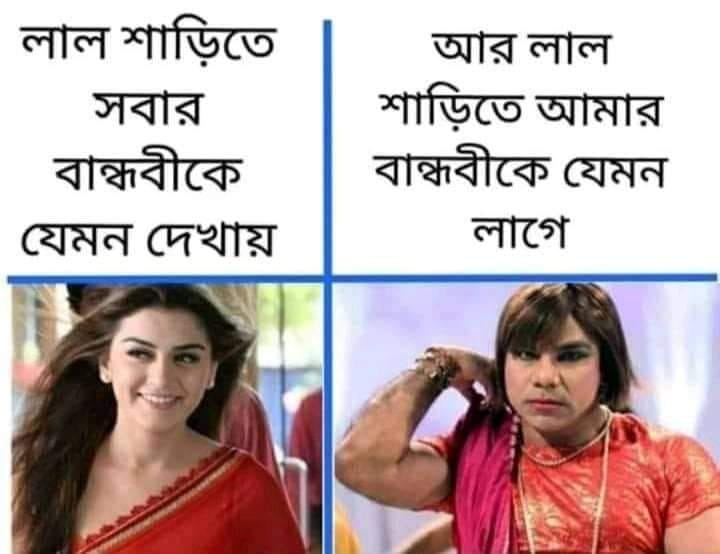 লাল শাড়িতে
সবার
বান্ধবীকে
যেমন দেখায়
আর লাল
শাড়িতে আমার
বান্ধবীকে যেমন
লাগে